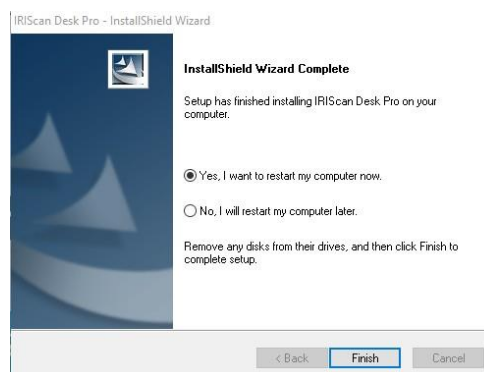 IRIScan Desk Pro - InstallShield Wizard
InstallShield Wizard Complete
Setup has finished installing IRIScan Desk Pro on your
computer.
Yes, I want to restart my computer now.
No, I will restart my computer later.
Remove any disks from their drives, and then click Finish to
complete setup.
< Back Finish Cancel